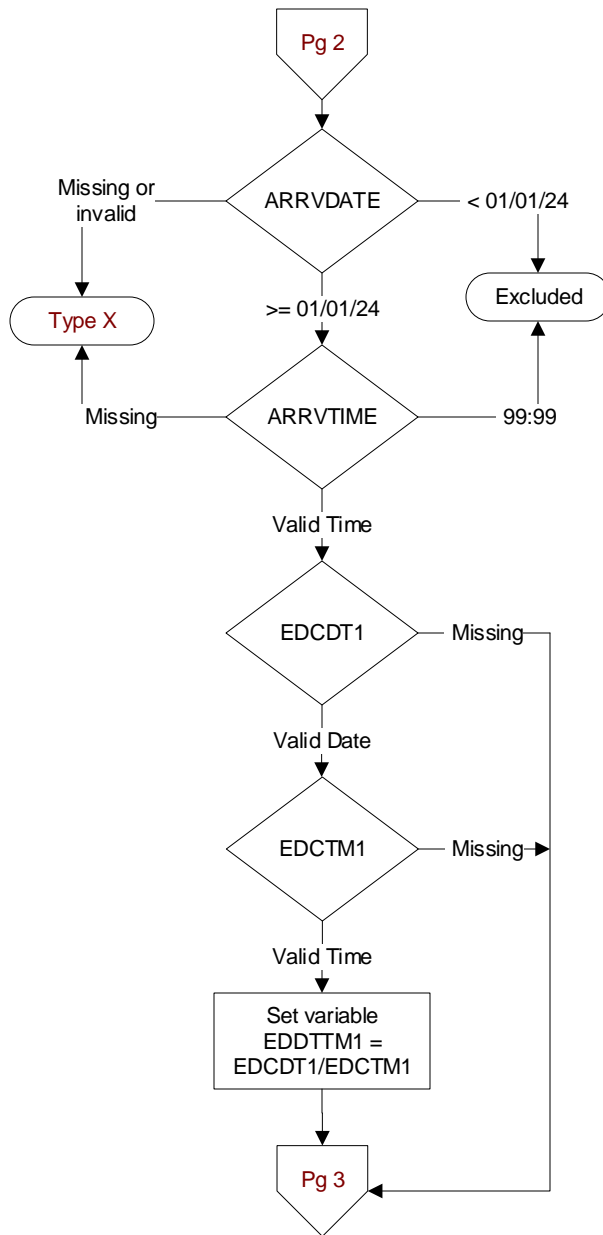 Pg 2
ARRVDATE
Missing or
invalid
< 01/01/24
Type X
>= 01/01/24
Excluded
ARRVTIME
Missing
99:99
Valid Time
EDCDT1
Missing
Valid Date
EDCTM1
Missing
Valid Time
Set variable
EDDTTM1 =
EDCDT1/EDCTM1
Pg 3